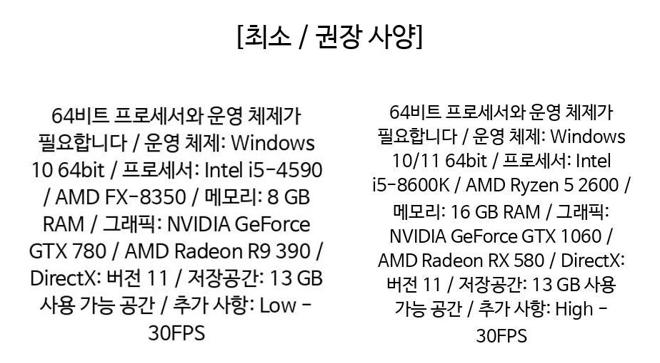 [최소 / 권장 사양]
64비트 프로세서와 운영 체제가
필요합니다 / 운영 체제: Windows
10 64bit / 프로세서: Intel i5-4590
/ AMD FX-8350 / 메모리: 8 GB
RAM / 그래픽: NVIDIA GeForce
GTX 780 / AMD Radeon R9 390 /
DirectX: 버전 11 / 저장공간: 13 GB
사용 가능 공간 / 추가 사항: Low -
30FPS
64비트 프로세서와 운영 체제가
필요합니다 / 운영 체제: Windows
10/11 64bit / 프로세서: Intel
i5-8600K / AMD Ryzen 5 2600 /
메모리: 16 GB RAM / 그래픽:
NVIDIA GeForce GTX 1060 /
AMD Radeon RX 580 / DirectX:
버전 11 / 저장공간: 13 GB 사용
가능 공간 / 추가 사항: High -
30FPS